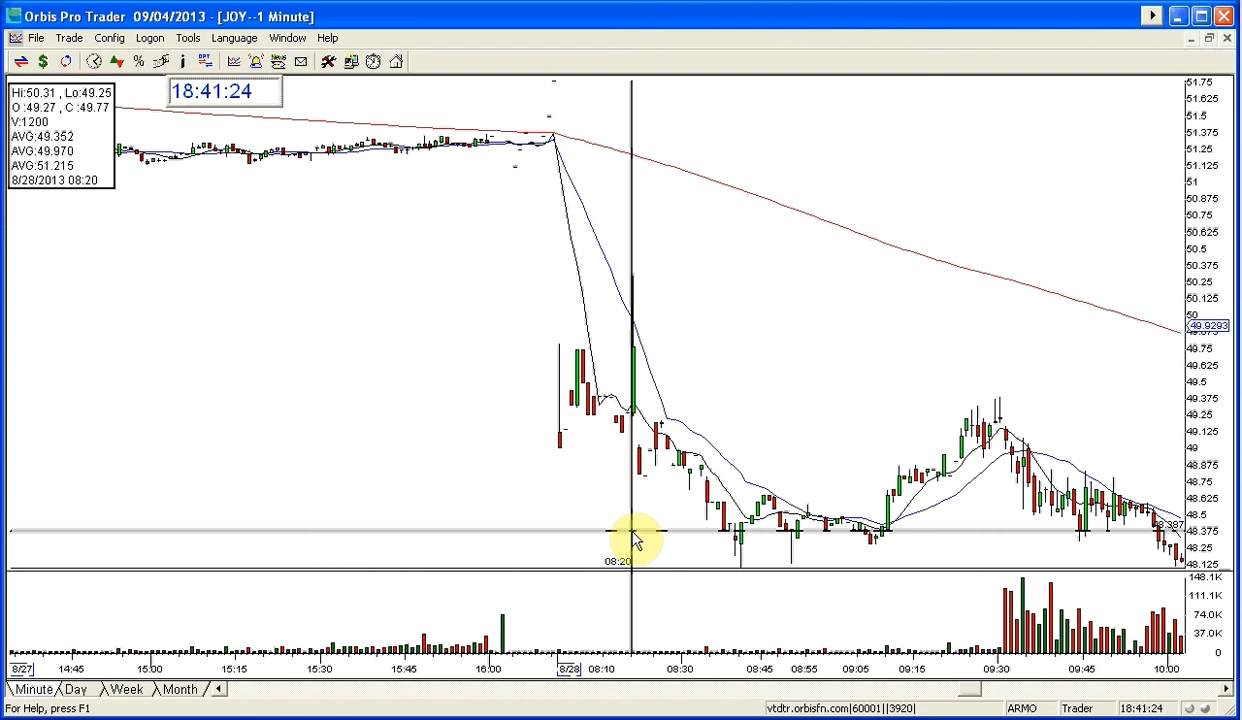 Orbis Pro Trader 09/04/2013 - [JOY--1 Minute]
File Trade Config Logon Tools Language Window Help
$ % i OPT News
Hi:50.31 , Lo:49.25
O :49.27 , C :49.77
V:1200
AVG:49.352
AVG:49.970
AVG:51.215
8/28/2013 08:20
18:41:24
51.75
51.625
51.5
51.375
51.25
51.125
51
50.875
50.75
50.625
50.5
50.375
50.25
50.125
50
49.9293
49.75
49.625
49.5
49.375
49.25
49.125
49
48.875
48.75
48.625
48.5
48.387
48.375
48.25
48.125
08:20
148.1K
111.1K
74.0K
37.0K
0
8/27 14:45 15:00 15:15 15:30 15:45 16:00 8/28 08:10 08:30 08:45 08:55 09:05 09:15 09:30 09:45 10:00
Minute Day Week Month
For Help, press F1 vtdtr.orbisfn.com|60001||3920| ARMO Trader 18:41:24